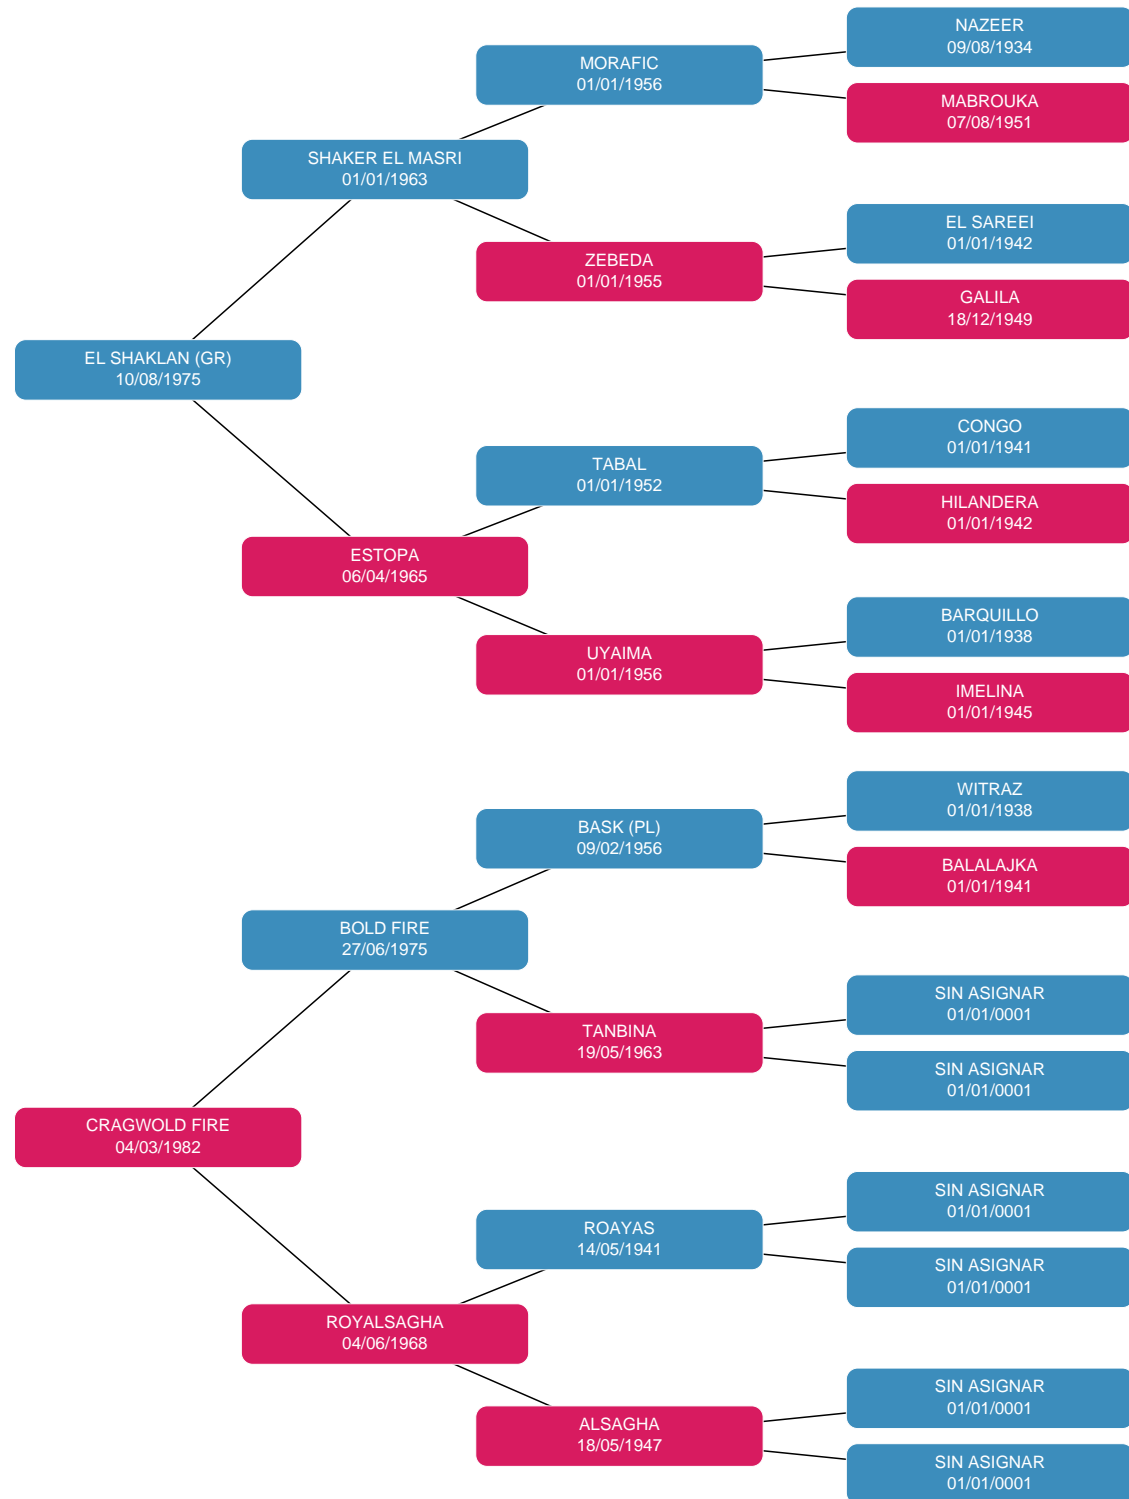 NAZEER
09/08/1934
MORAFIC
01/01/1956
MABROUKA
07/08/1951
SHAKER EL MASRI
01/01/1963
EL SAREEI
01/01/1942
ZEBEDA
01/01/1955
GALILA
18/12/1949
EL SHAKLAN (GR)
10/08/1975
CONGO
01/01/1941
TABAL
01/01/1952
HILANDERA
01/01/1942
ESTOPA
06/04/1965
BARQUILLO
01/01/1938
UYAIMA
01/01/1956
IMELINA
01/01/1945
WITRAZ
01/01/1938
BASK (PL)
09/02/1956
BALALAJKA
01/01/1941
BOLD FIRE
27/06/1975
SIN ASIGNAR
01/01/0001
TANBINA
19/05/1963
SIN ASIGNAR
01/01/0001
CRAGWOLD FIRE
04/03/1982
SIN ASIGNAR
01/01/0001
ROAYAS
14/05/1941
SIN ASIGNAR
01/01/0001
ROYALSAGHA
04/06/1968
SIN ASIGNAR
01/01/0001
ALSAGHA
18/05/1947
SIN ASIGNAR
01/01/0001